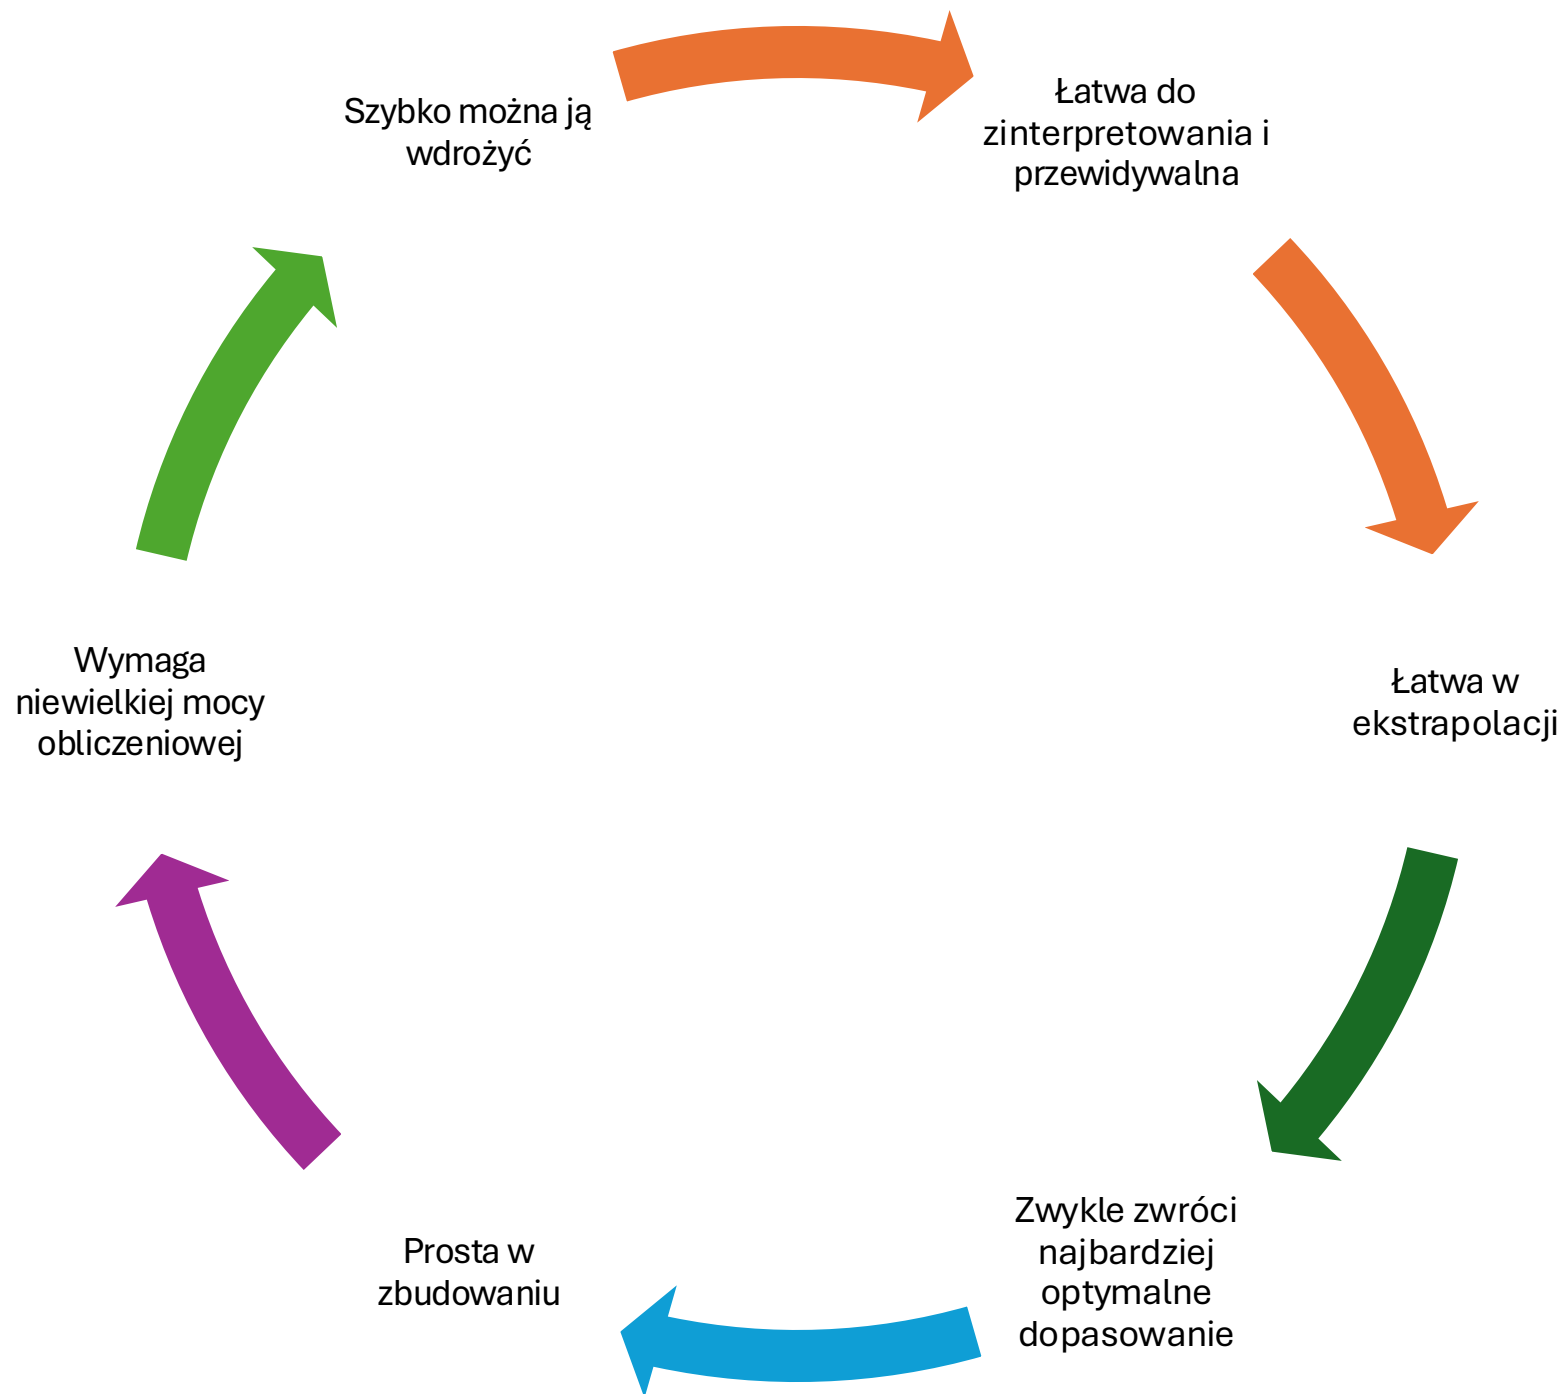 Szybko można ją
wdrożyć
Łatwa do
zinterpretowania i
przewidywalna
Łatwa w
ekstrapolacji
Zwykle zwróci
najbardziej
optymalne
dopasowanie
Prosta w
zbudowaniu
Wymaga
niewielkiej mocy
obliczeniowej